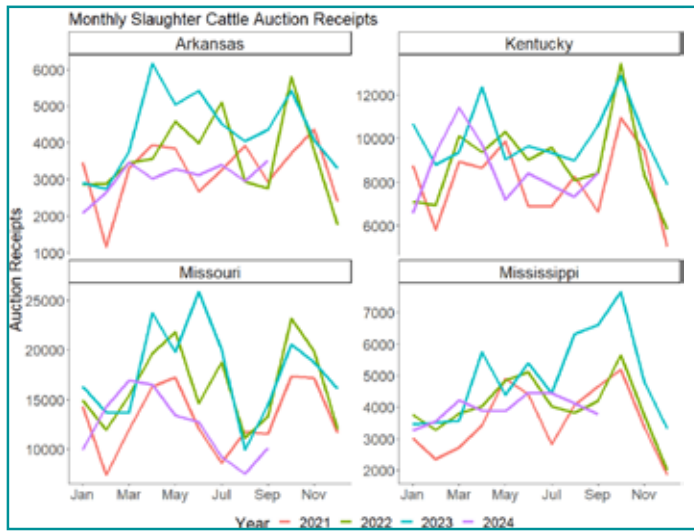 Monthly Slaughter Cattle Auction Receipts
Arkansas
Kentucky
6000
5000
4000
3000
2000
1000
12000
10000
8000
6000
Missouri
Mississippi
25000
20000
15000
10000
7000
6000
5000
4000
3000
2000
Auction Receipts
Jan Mar May Jul Sep Nov
Jan Mar May Jul Sep Nov
Year 2021 2022 2023 2024